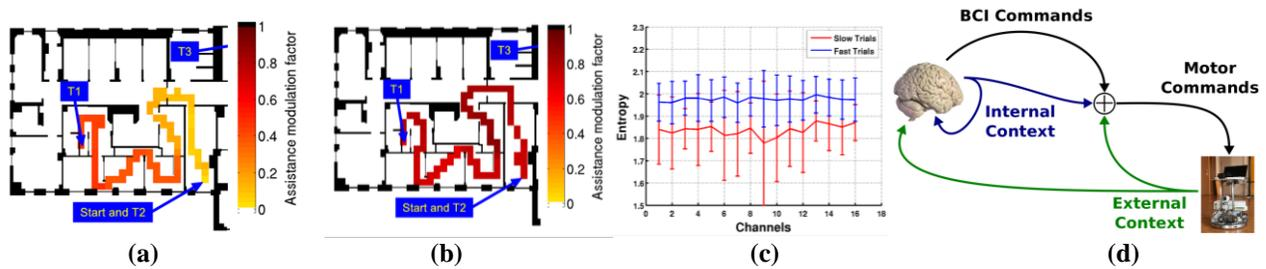 T3
T1
Start and T2
1
0.8
0.6
0.4
0.2
0
Assistance modulation factor
(a)
T3
T1
Start and T2
1
0.8
0.6
0.4
0.2
0
Assistance modulation factor
(b)
2.3
2.2
2.1
2
1.9
1.8
1.7
1.6
1.5
Entropy
Slow Trials
Fast Trials
0 2 4 6 8 10 12 14 16 18
Channels
(c)
BCI Commands
Motor
Commands
Internal
Context
External
Context
(d)